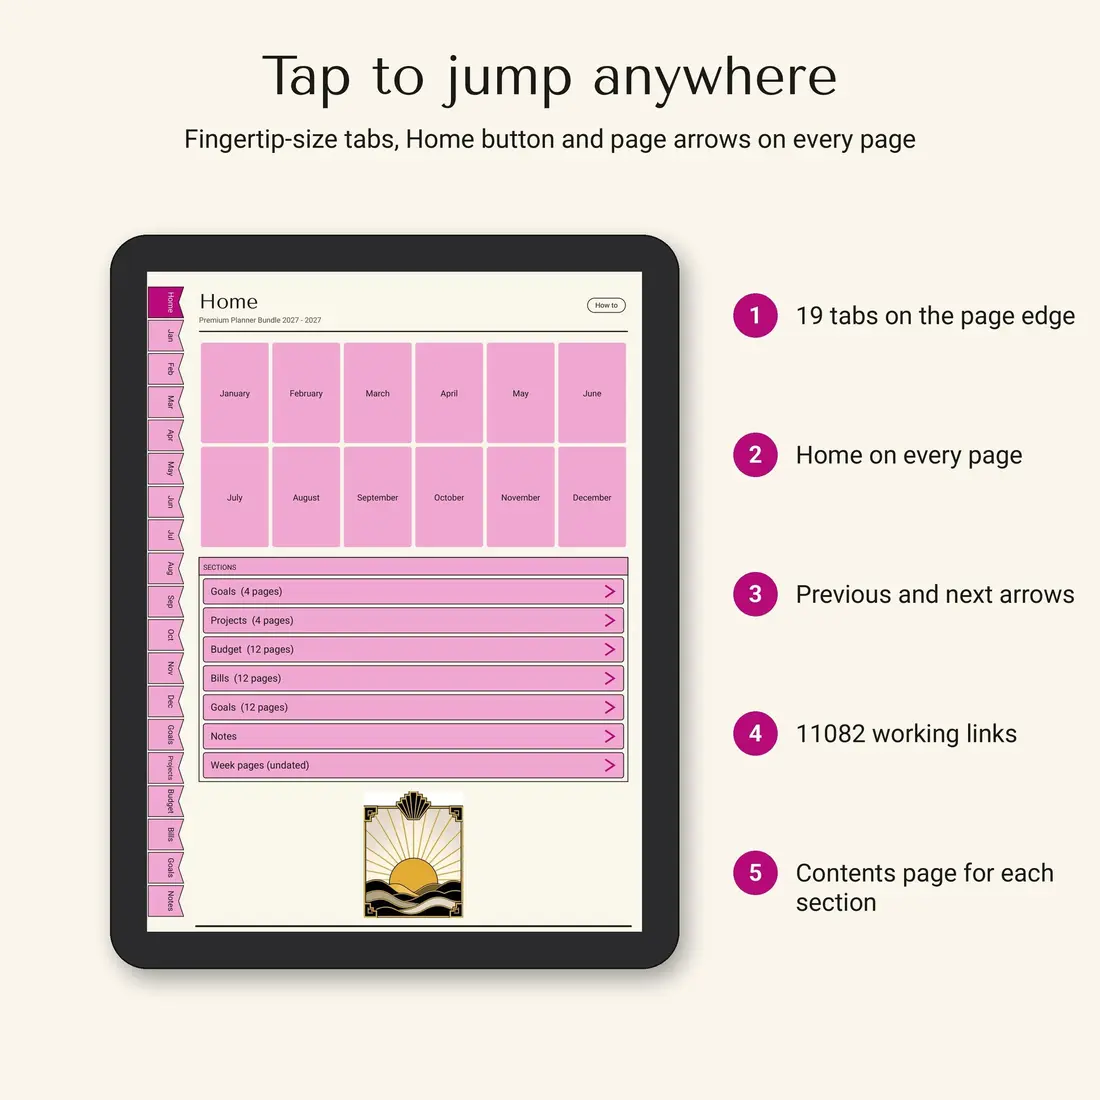 Tap to jump anywhere
Fingertip-size tabs, Home button and page arrows on every page
Home
Jan
Feb
Mar
Apr
May
Jun
Jul
Aug
Sep
Oct
Nov
Dec
Goals
Projects
Budget
Bills
Goals
Notes
Home
How to
Premium Planner Bundle 2027 - 2027
January February March April May June
July August September October November December
SECTIONS
Goals (4 pages)
Projects (4 pages)
Budget (12 pages)
Bills (12 pages)
Goals (12 pages)
Notes
Week pages (undated)
1 19 tabs on the page edge
2 Home on every page
3 Previous and next arrows
4 11082 working links
5 Contents page for each
section